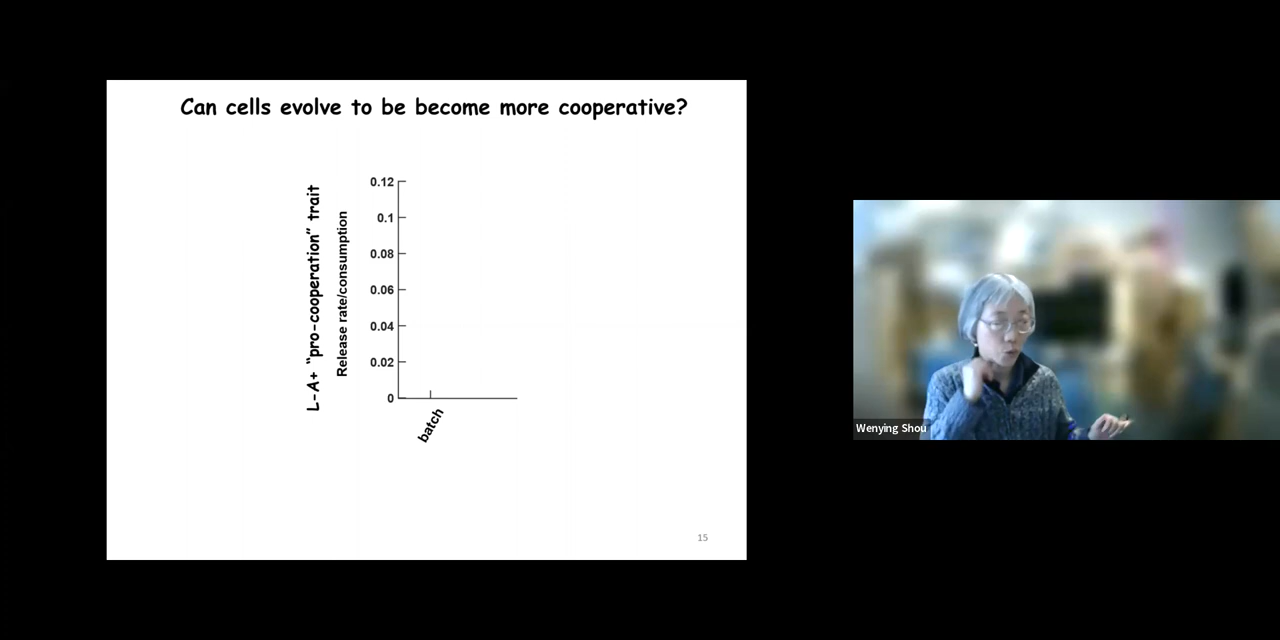 Can cells evolve to be become more cooperative?
L-A+ “pro-cooperation” trait
Release rate/consumption
0.12
0.1
0.08
0.06
0.04
0.02
0
batch
15
Wenying Shou